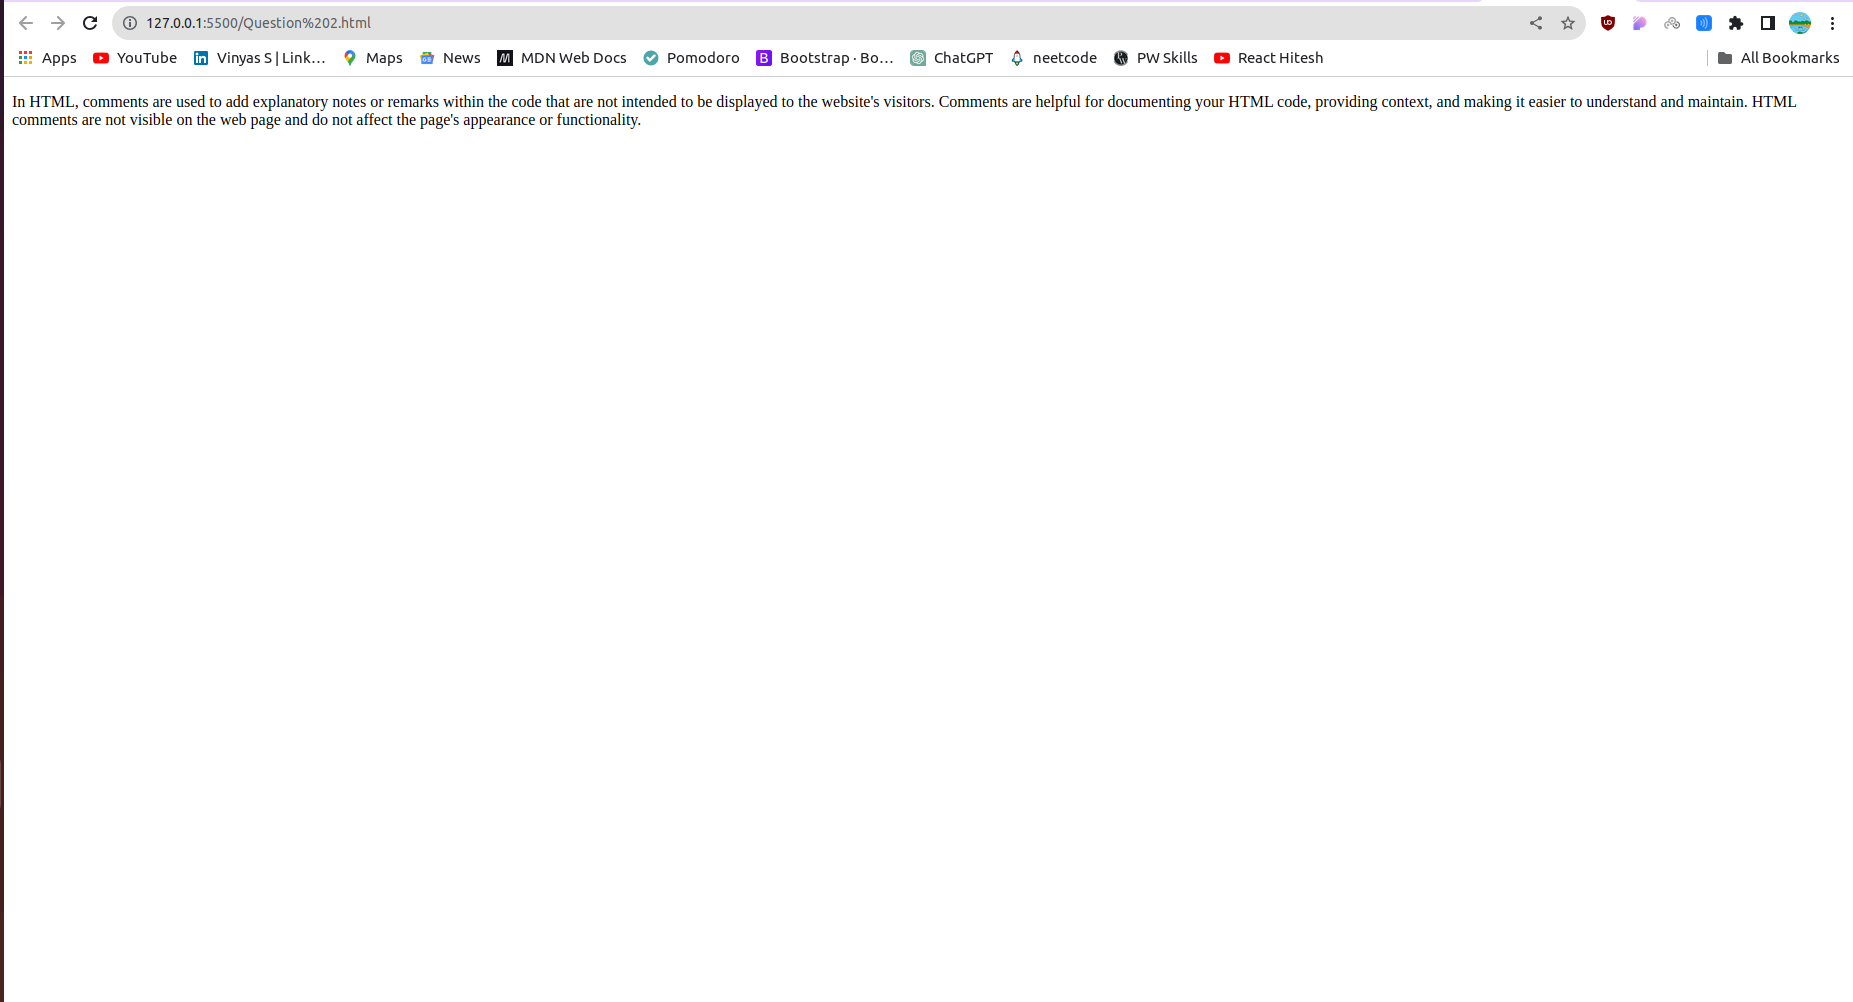 127.0.0.1:5500/Question%202.html
Apps YouTube Vinyas S | Link... Maps News MDN Web Docs Pomodoro Bootstrap · Bo... ChatGPT neetcode PW Skills React Hitesh All Bookmarks
In HTML, comments are used to add explanatory notes or remarks within the code that are not intended to be displayed to the website's visitors. Comments are helpful for documenting your HTML code, providing context, and making it easier to understand and maintain. HTML
comments are not visible on the web page and do not affect the page's appearance or functionality.